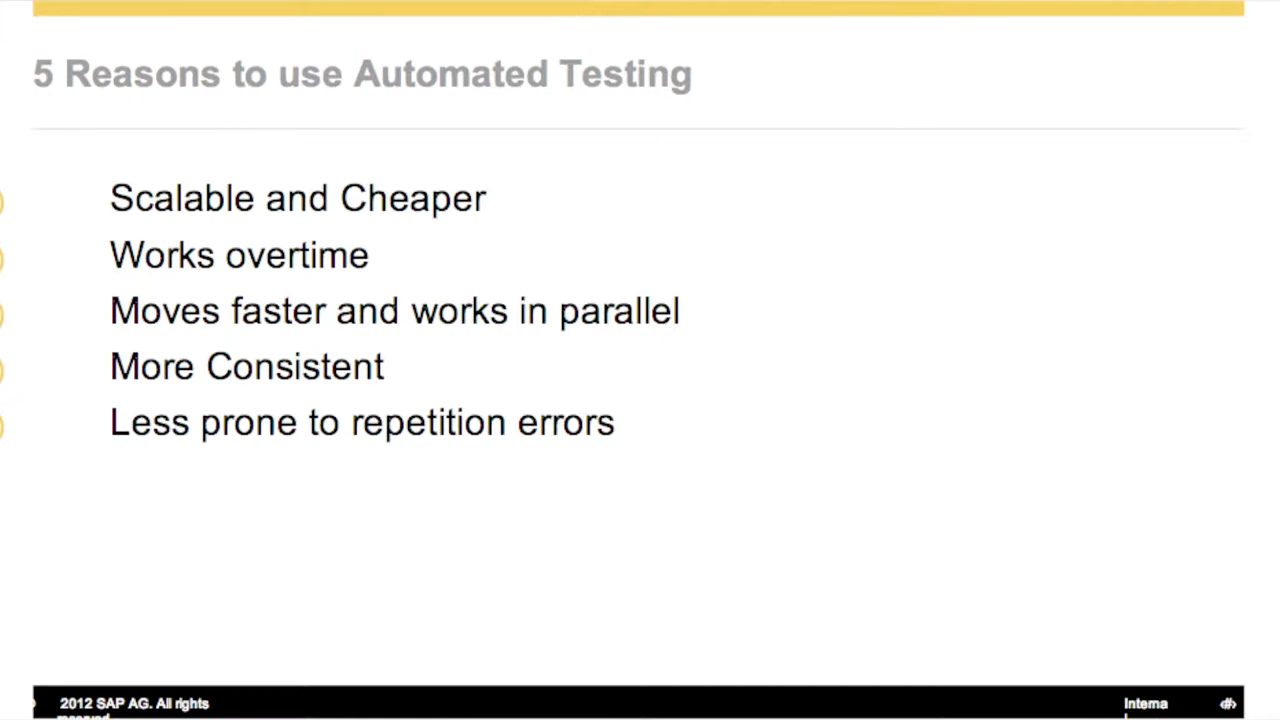 5 Reasons to use Automated Testing
Scalable and Cheaper
Works overtime
Moves faster and works in parallel
More Consistent
Less prone to repetition errors
2012 SAP AG. All rights
reserved
Interna
l
‹#›